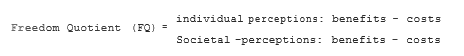 Freedom Quotient (FQ) =
individual perceptions: benefits - costs
Societal -perceptions: benefits - costs